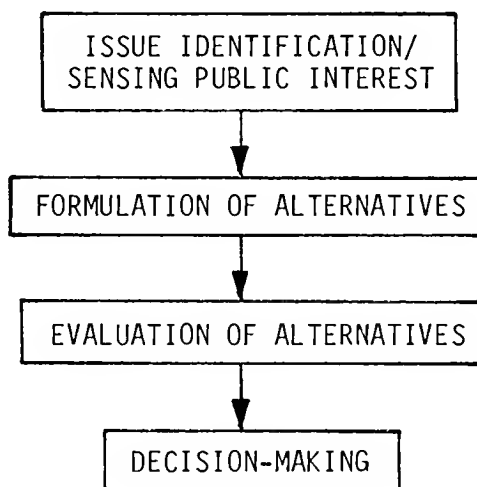 ISSUE IDENTIFICATION/
SENSING PUBLIC INTEREST
FORMULATION OF ALTERNATIVES
EVALUATION OF ALTERNATIVES
DECISION-MAKING